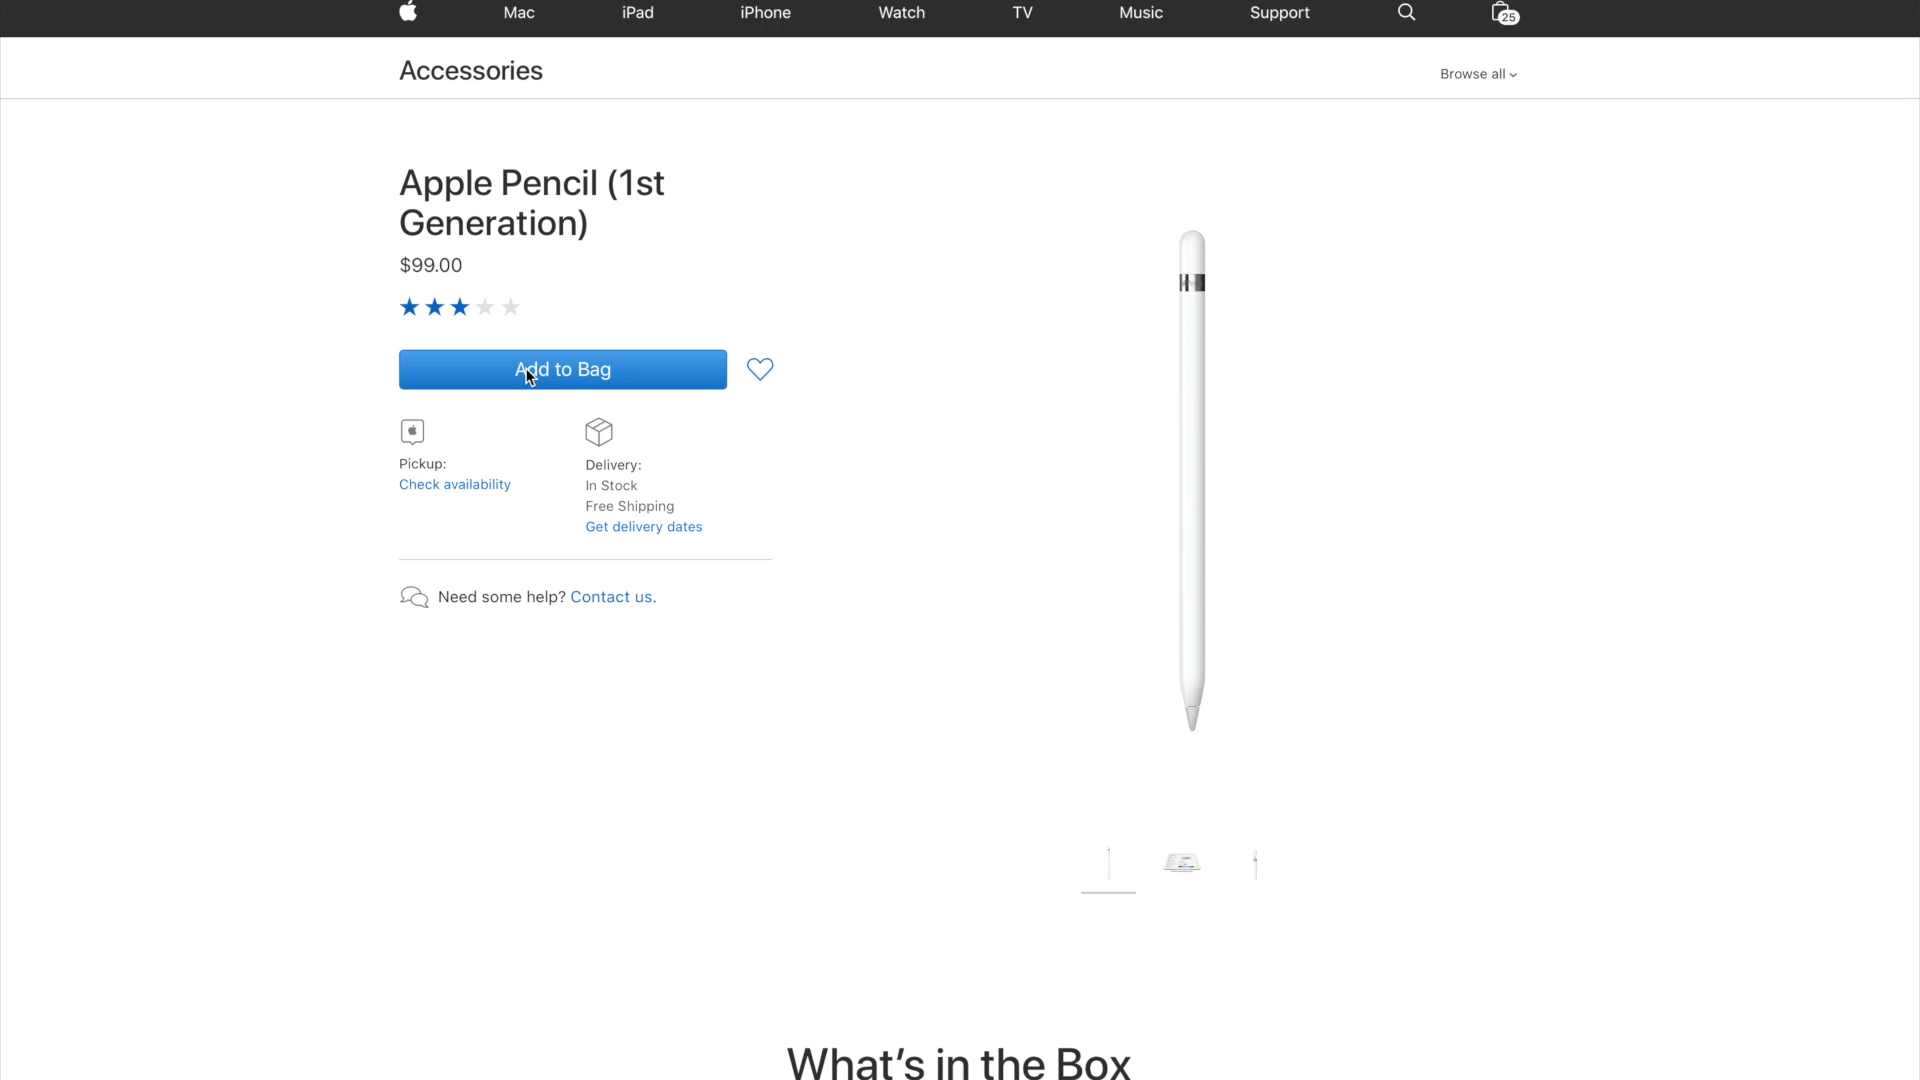 Mac iPad iPhone Watch TV Music Support 25
Accessories
Browse all
Apple Pencil (1st
Generation)
$99.00
Add to Bag
Pickup:
Check availability
Delivery:
In Stock
Free Shipping
Get delivery dates
Need some help? Contact us.
What's in the Box